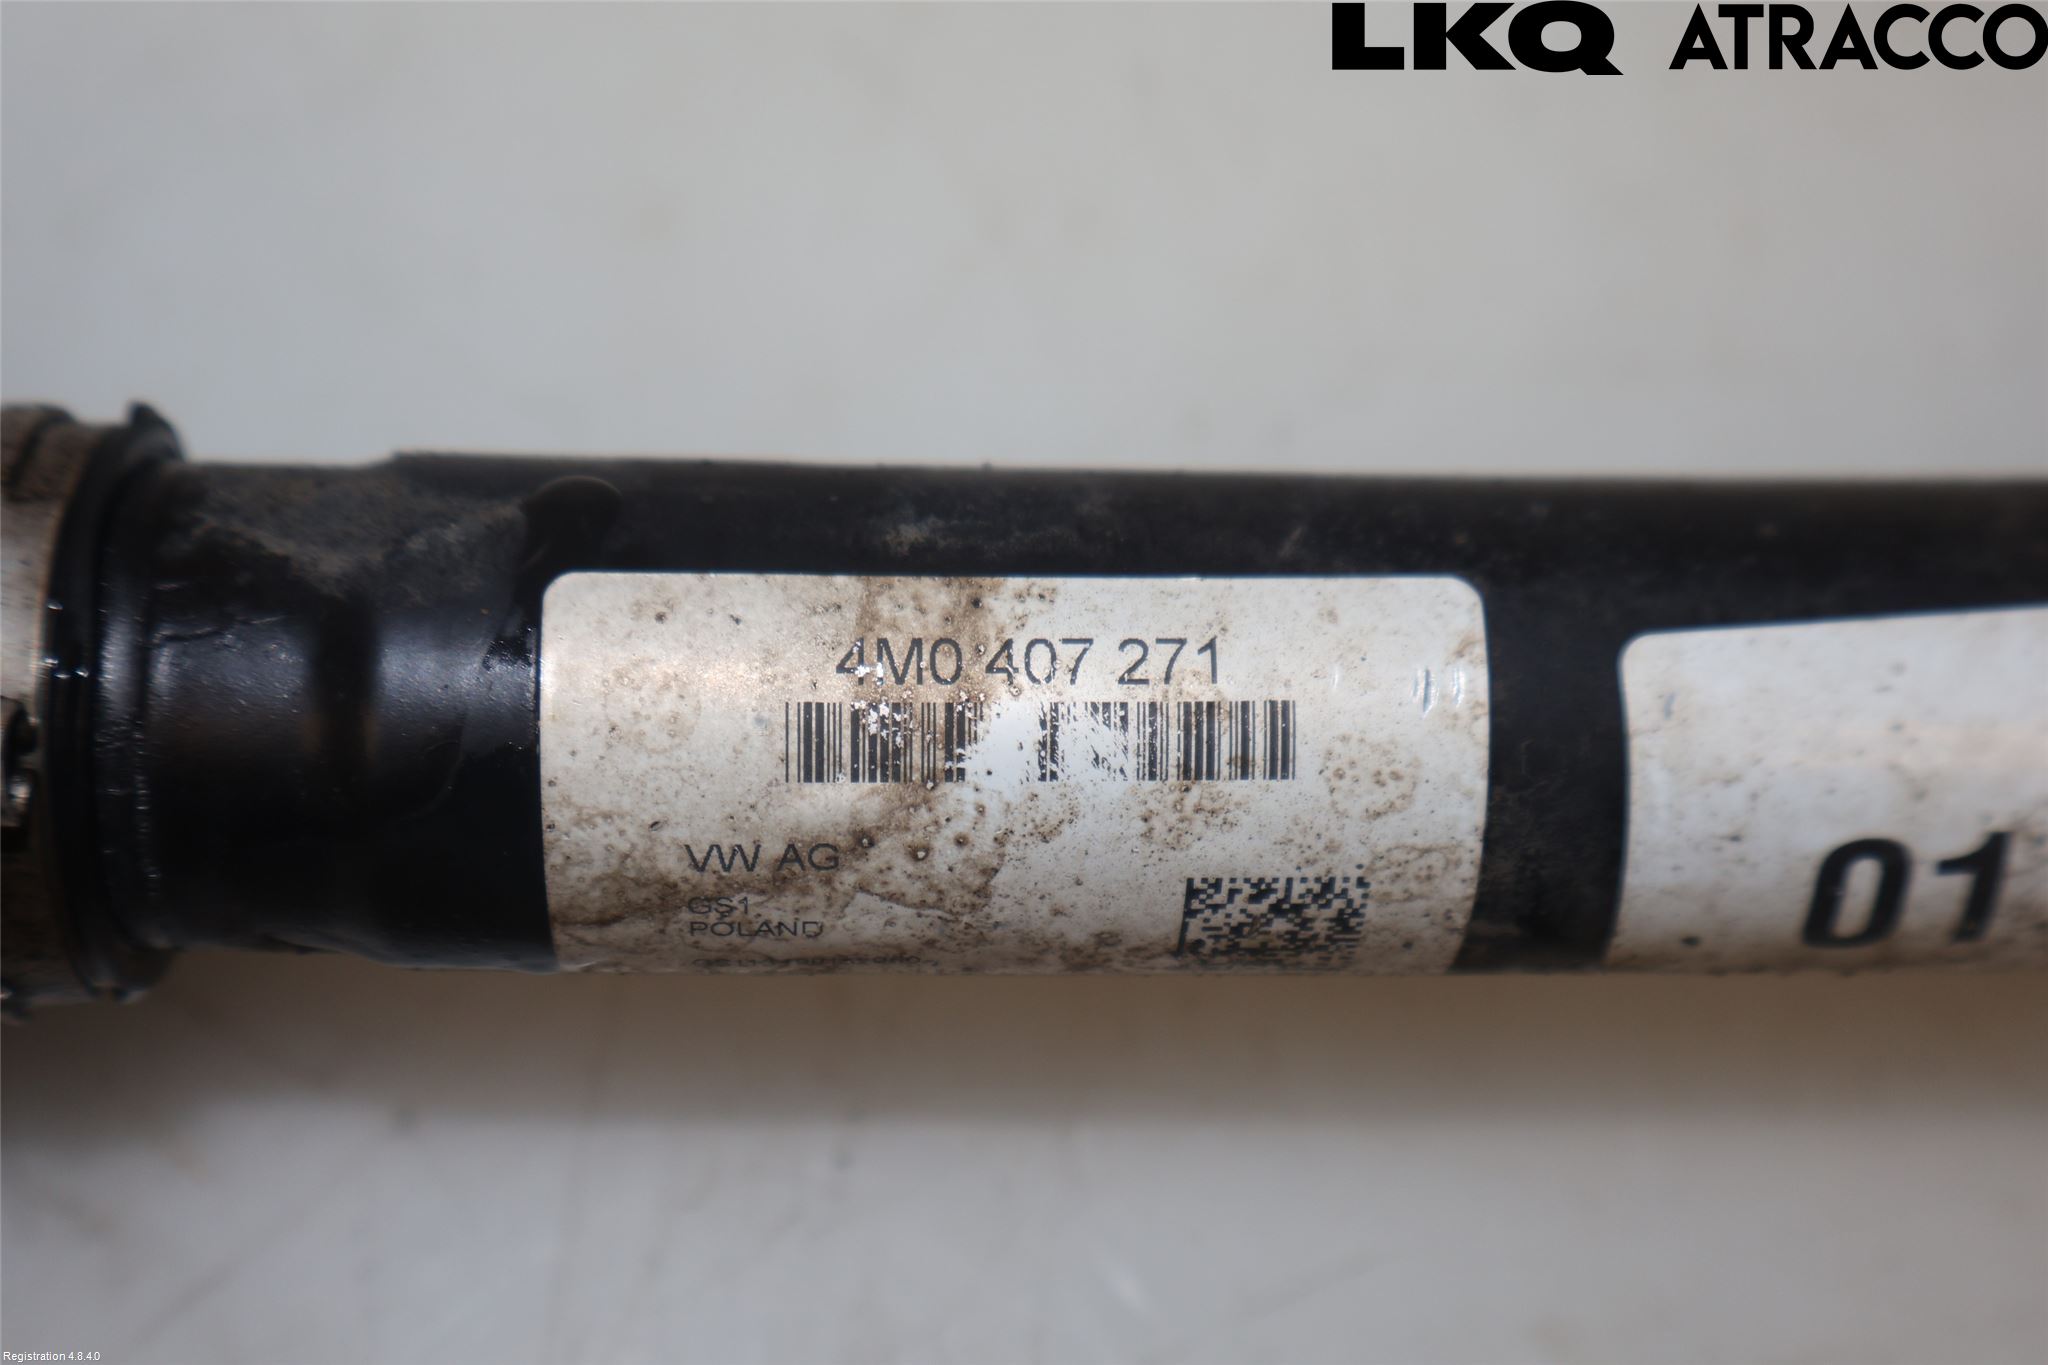 LKQ ATRACCO
4M0 407 271
VW AG
GS1
POLAND
01
Registration 4.8.4.0